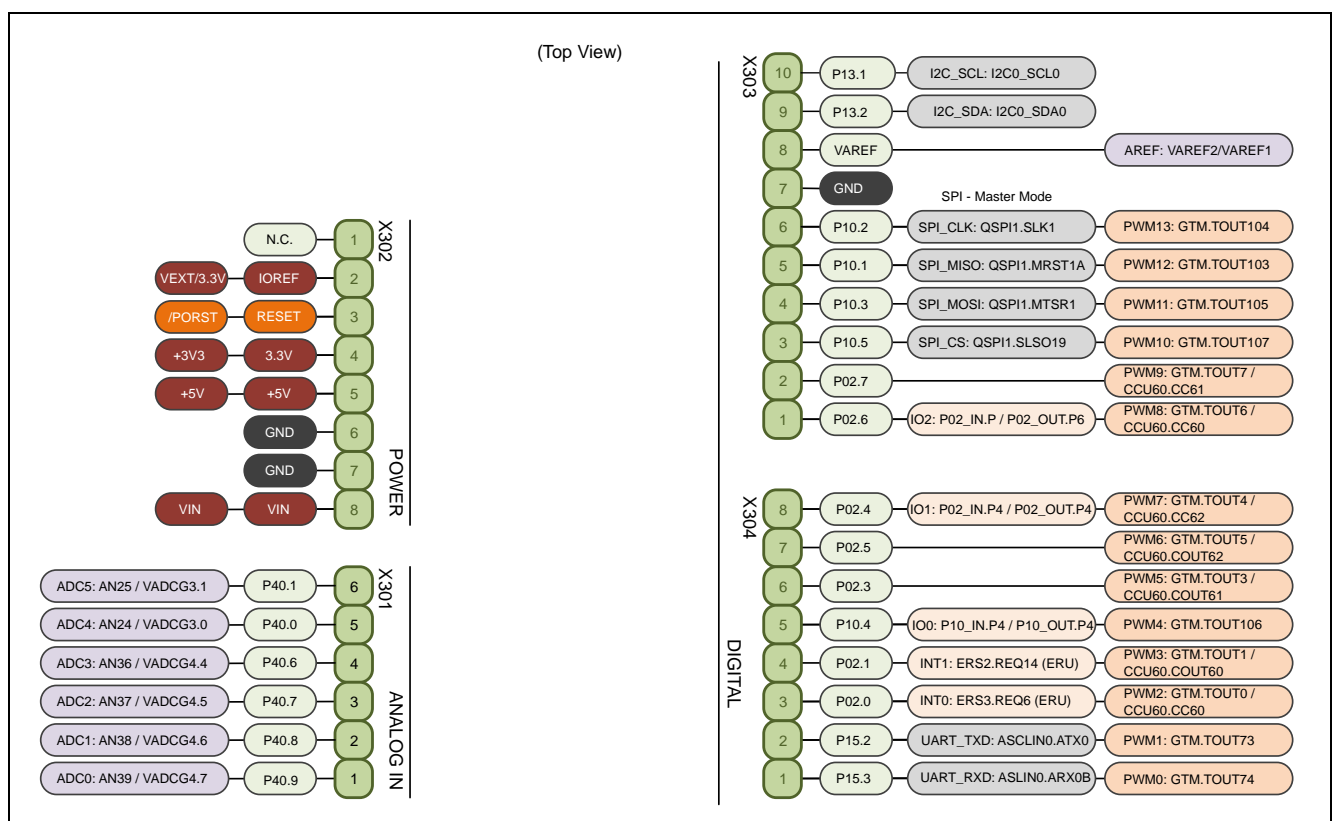 (Top View)
X302
1 N.C.
2 IOREF VEXT/3.3V
3 RESET /PORST
4 3.3V +3V3
5 +5V +5V
6 GND
7 GND
8 VIN VIN
POWER
X301
ADC5: AN25 / VADCG3.1 P40.1 6
ADC4: AN24 / VADCG3.0 P40.0 5
ADC3: AN36 / VADCG4.4 P40.6 4
ADC2: AN37 / VADCG4.5 P40.7 3
ADC1: AN38 / VADCG4.6 P40.8 2
ADC0: AN39 / VADCG4.7 P40.9 1
ANALOG IN
X303
10 P13.1 I2C_SCL: I2C0_SCL0
9 P13.2 I2C_SDA: I2C0_SDA0
8 VAREF AREF: VAREF2/VAREF1
7 GND
SPI - Master Mode
6 P10.2 SPI_CLK: QSPI1.SLK1 PWM13: GTM.TOUT104
5 P10.1 SPI_MISO: QSPI1.MRST1A PWM12: GTM.TOUT103
4 P10.3 SPI_MOSI: QSPI1.MTSR1 PWM11: GTM.TOUT105
3 P10.5 SPI_CS: QSPI1.SLSO19 PWM10: GTM.TOUT107
2 P02.7 PWM9: GTM.TOUT7 /
CCU60.CC61
1 P02.6 IO2: P02_IN.P / P02_OUT.P6 PWM8: GTM.TOUT6 /
CCU60.CC60
X304
8 P02.4 IO1: P02_IN.P4 / P02_OUT.P4 PWM7: GTM.TOUT4 /
CCU60.CC62
7 P02.5 PWM6: GTM.TOUT5 /
CCU60.COUT62
6 P02.3 PWM5: GTM.TOUT3 /
CCU60.COUT61
5 P10.4 IO0: P10_IN.P4 / P10_OUT.P4 PWM4: GTM.TOUT106
4 P02.1 INT1: ERS2.REQ14 (ERU) PWM3: GTM.TOUT1 /
CCU60.COUT60
3 P02.0 INT0: ERS3.REQ6 (ERU) PWM2: GTM.TOUT0 /
CCU60.CC60
2 P15.2 UART_TXD: ASCLIN0.ATX0 PWM1: GTM.TOUT73
1 P15.3 UART_RXD: ASLIN0.ARX0B PWM0: GTM.TOUT74
DIGITAL